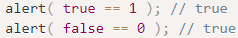 alert( true == 1 ); // true
alert( false == 0 ); // true